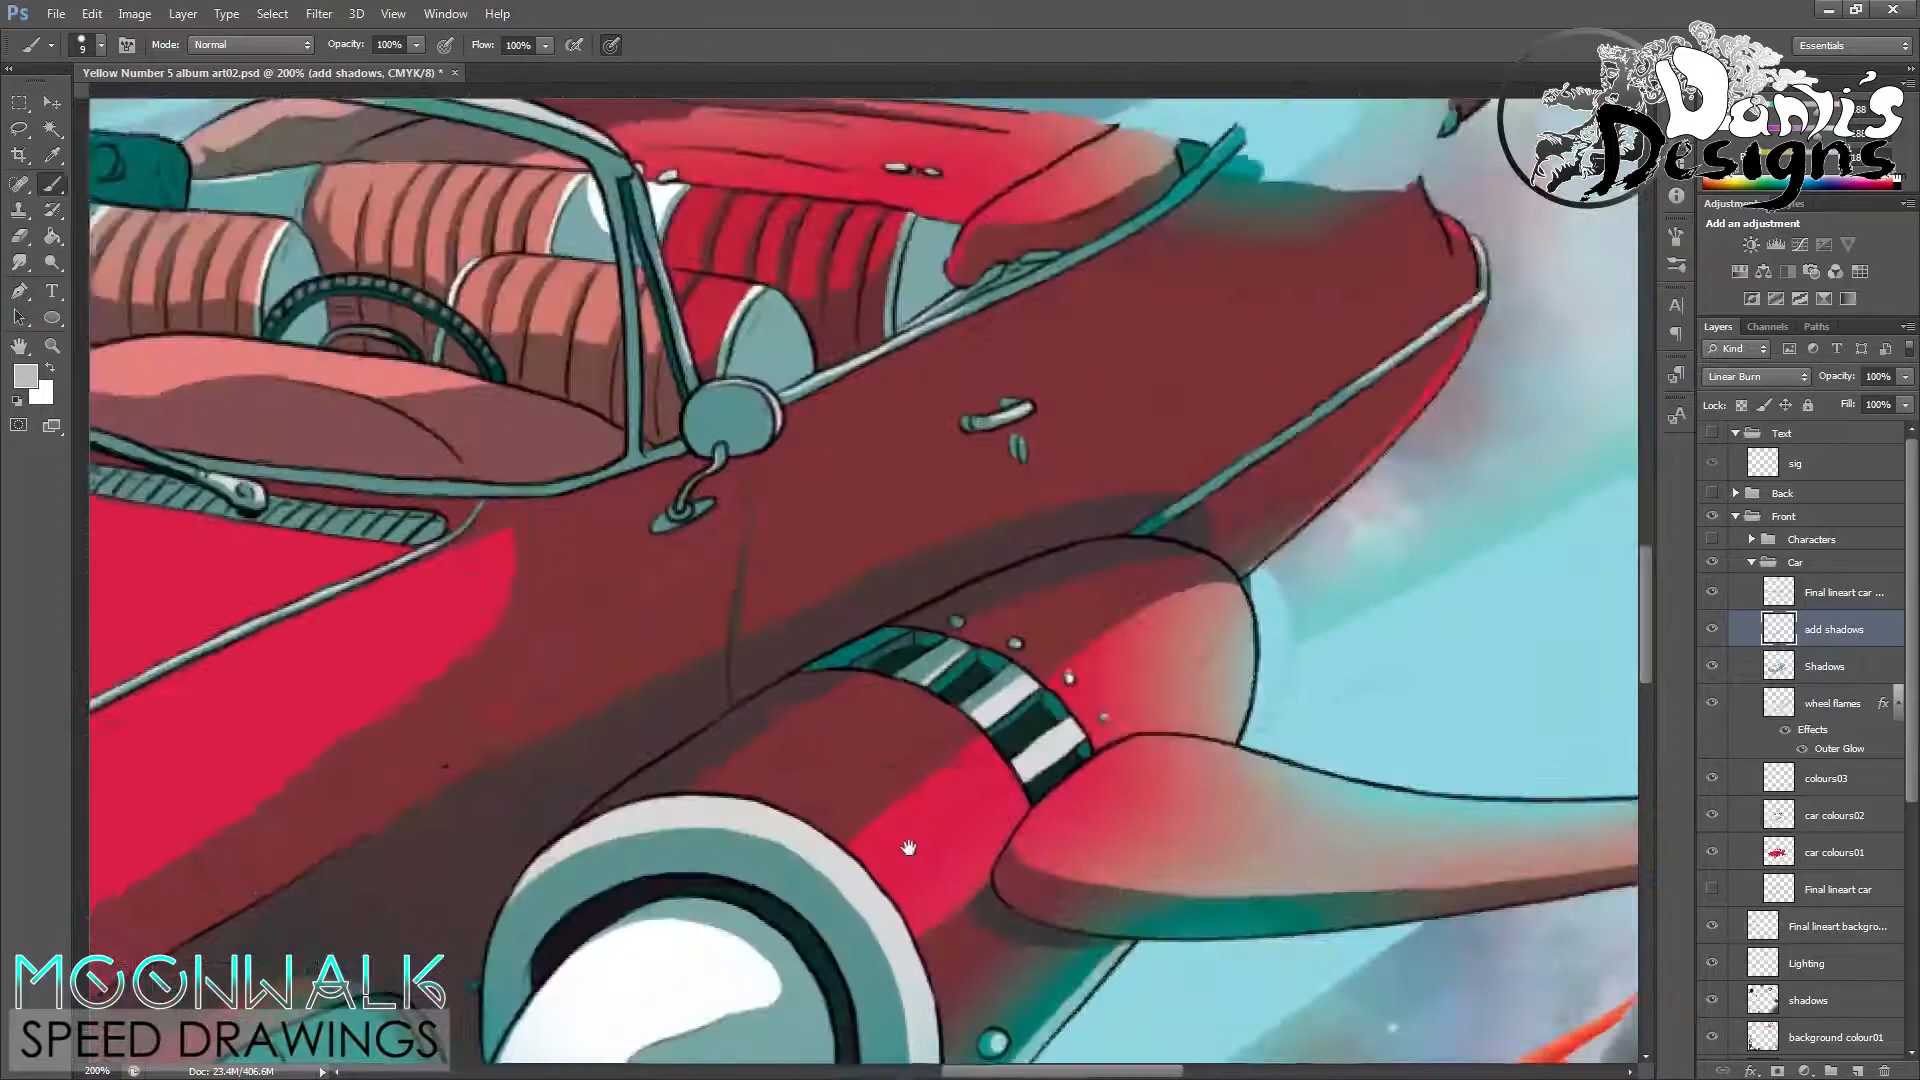 Ps File Edit Image Layer Type Select Filter 3D View Window Help
9 Mode: Normal Opacity: 100% Flow: 100% Essentials
Yellow Number 5 album art02.psd @ 200% (add shadows, CMYK/8) * ×
Dani's
Designs
Add an adjustment
Layers Channels Paths
Kind
Linear Burn Opacity: 100%
Lock: Fill: 100%
Text
sig
Back
Front
Characters
Car
Final lineart car ...
add shadows
Shadows
wheel flames fx
Effects
Outer Glow
colours03
car colours02
car colours01
Final lineart car
Final lineart backgro...
Lighting
shadows
background colour01
MOONWALK
SPEED DRAWINGS
200% Doc: 23.4M/406.6M